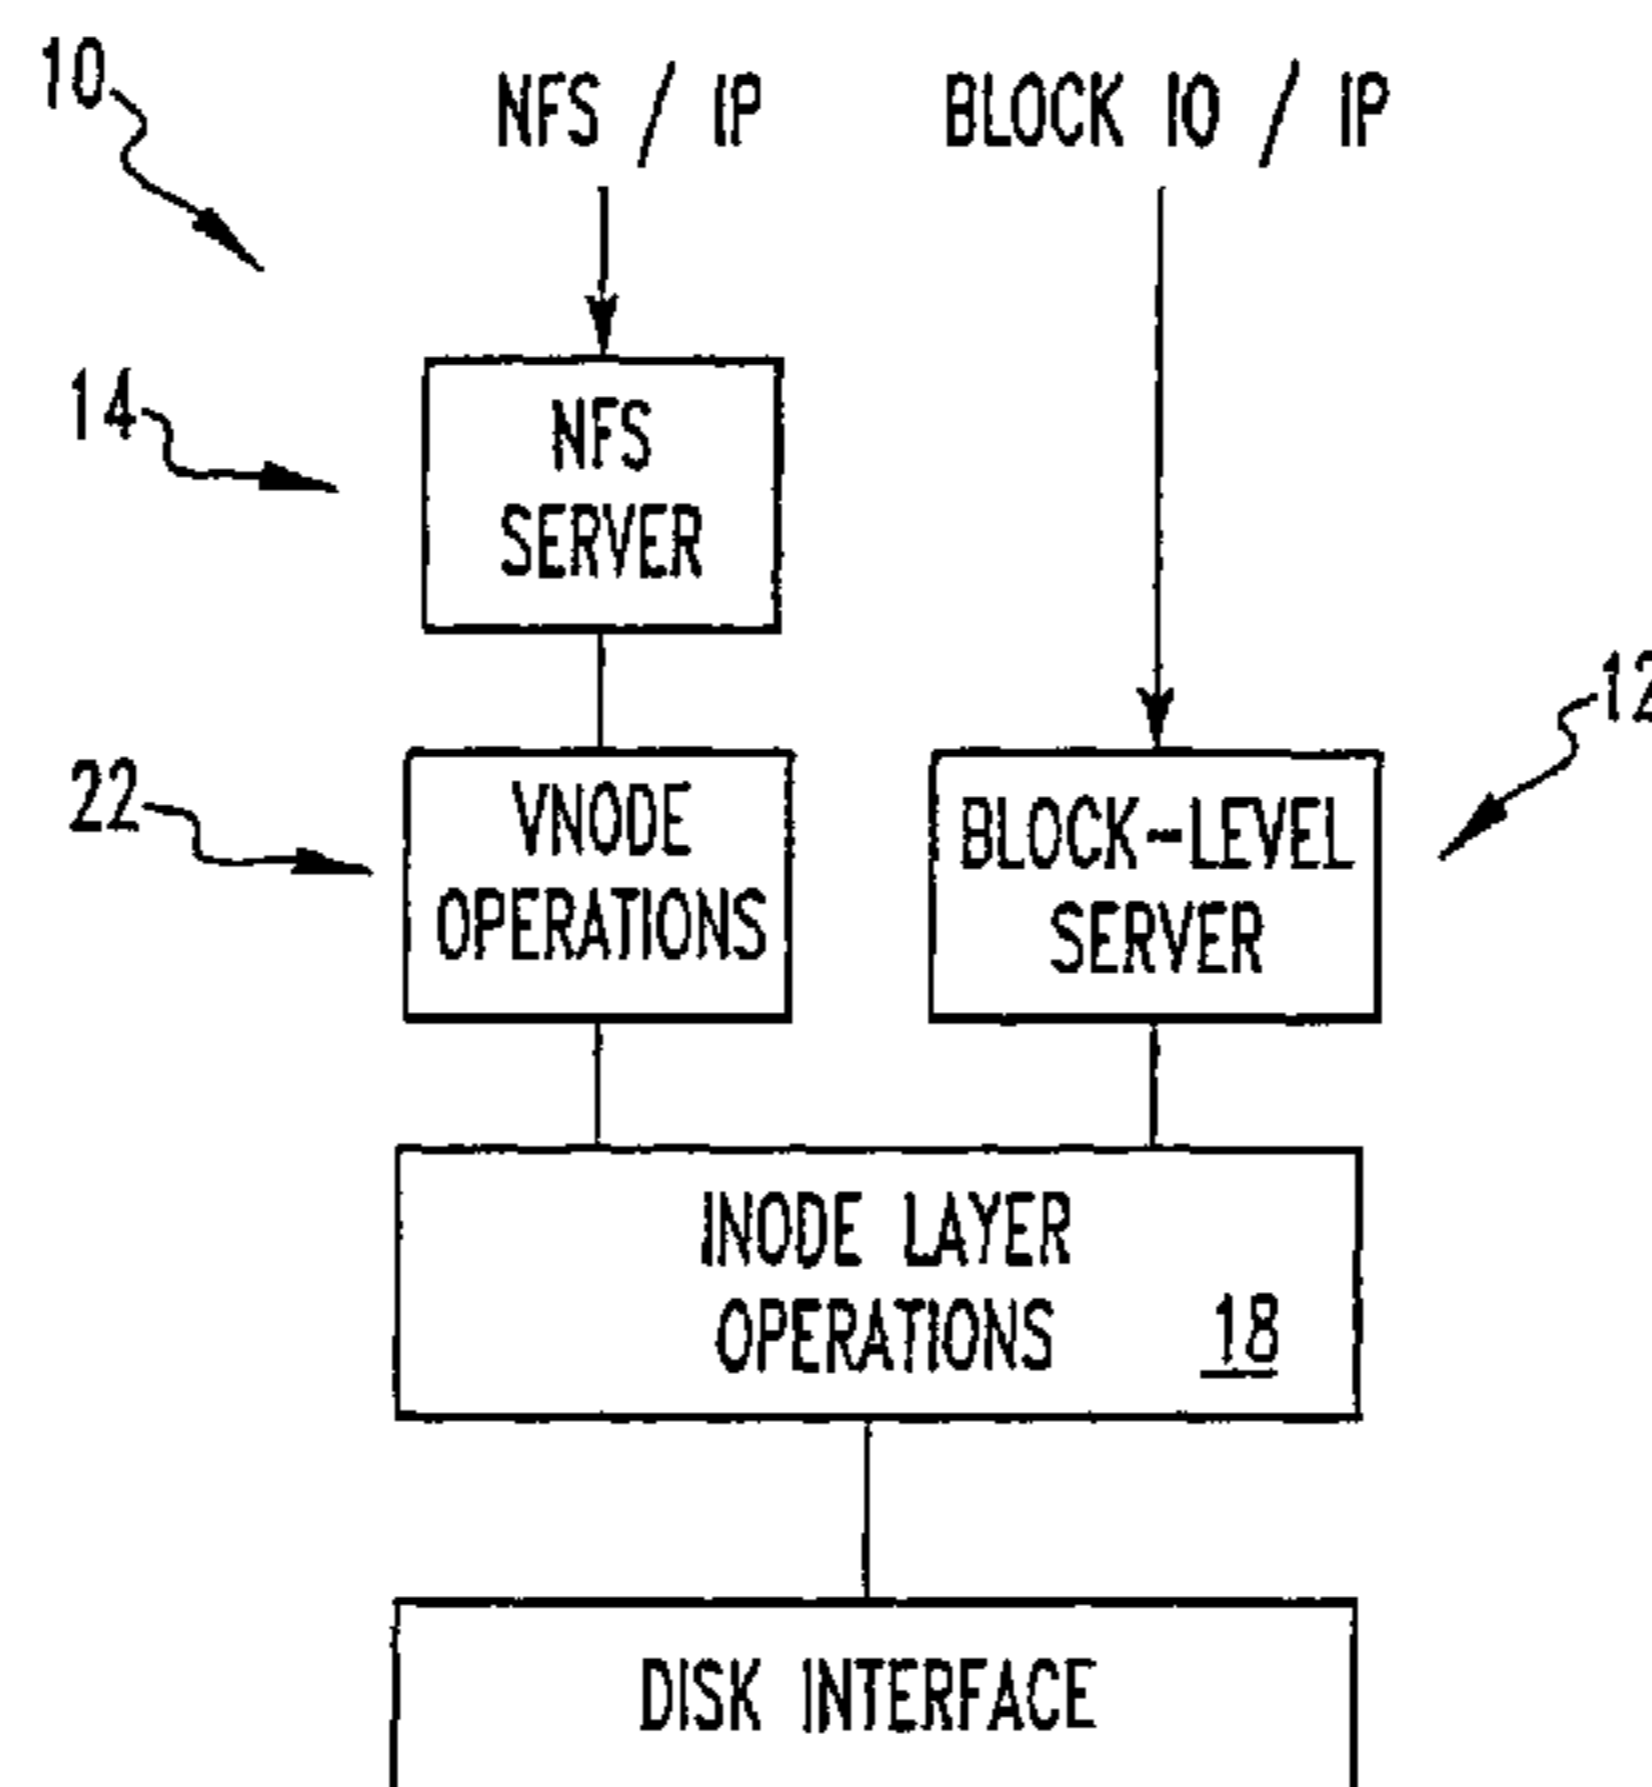 10
NFS / IP
BLOCK IO / IP
14
NFS
SERVER
12
22
VNODE
OPERATIONS
BLOCK-LEVEL
SERVER
INODE LAYER
OPERATIONS
18
DISK INTERFACE